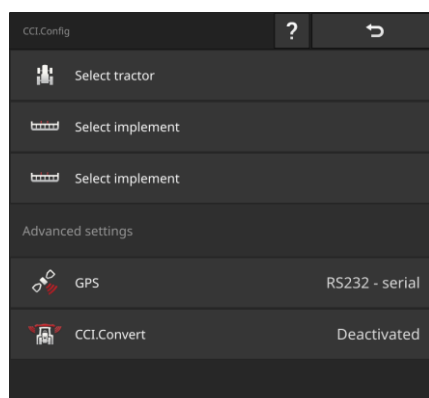 CCI.Config ?
Select tractor
Select implement
Select implement
Advanced settings
GPS RS232 - serial
CCI.Convert Deactivated